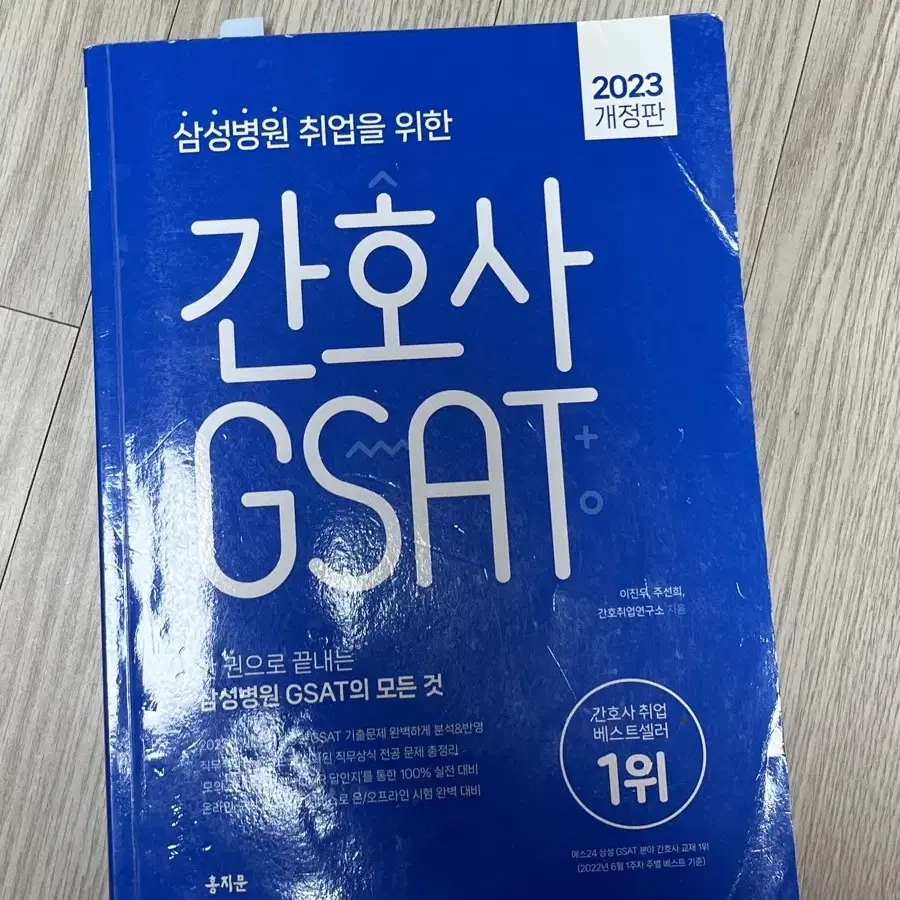 2023
개정판
삼성병원 취업을 위한
간호사
GSAT
이진우, 주선희,
간호취업연구소 지음
권으로 끝내는
삼성병원 GSAT의 모든 것
GSAT 기출문제 완벽하게 분석&반영
직무상식 전공 문제 총정리
답안지'를 통한 100% 실전 대비
온/오프라인 시험 완벽 대비
간호사 취업
베스트셀러
1위
예스24 삼성 GSAT 분야 간호사 교재 1위
(2022년 6월 1주차 주별 베스트 기준)
홍지문